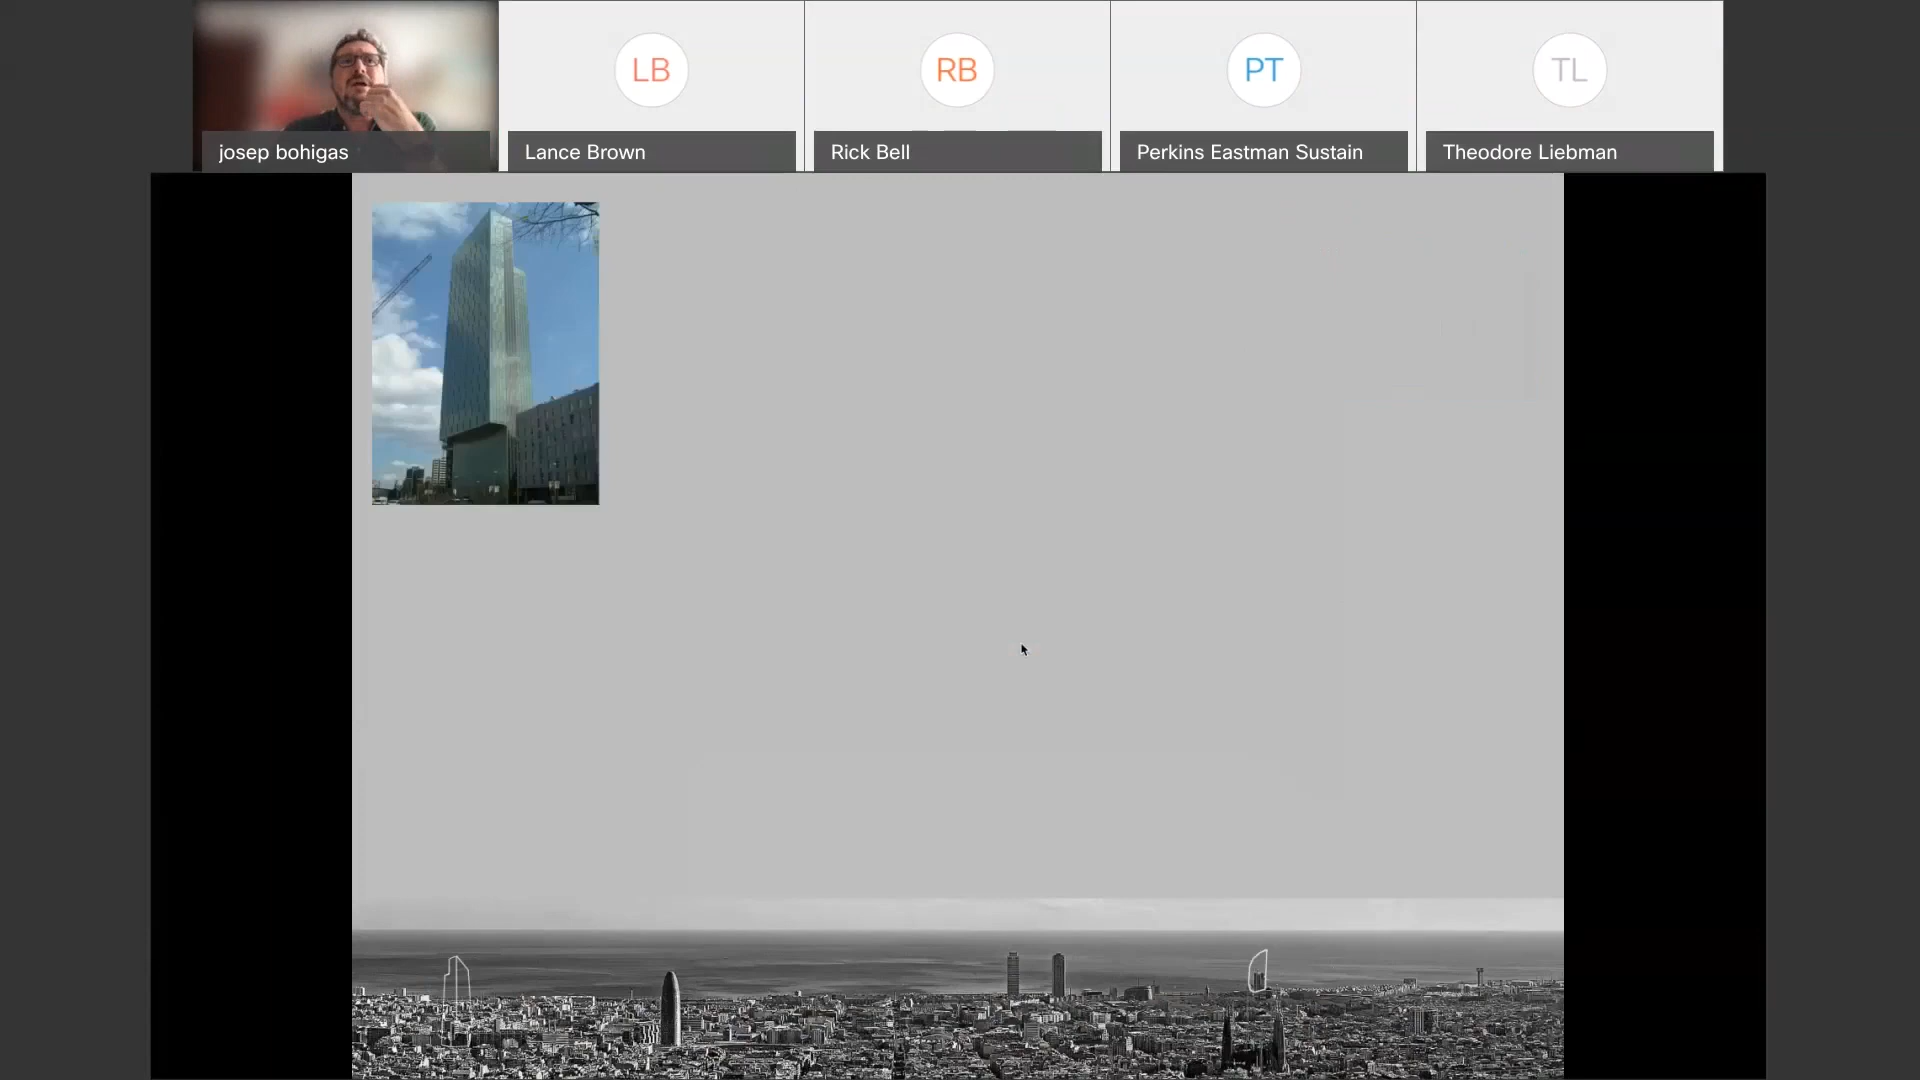 LB
RB
PT
TL
josep bohigas
Lance Brown
Rick Bell
Perkins Eastman Sustain
Theodore Liebman